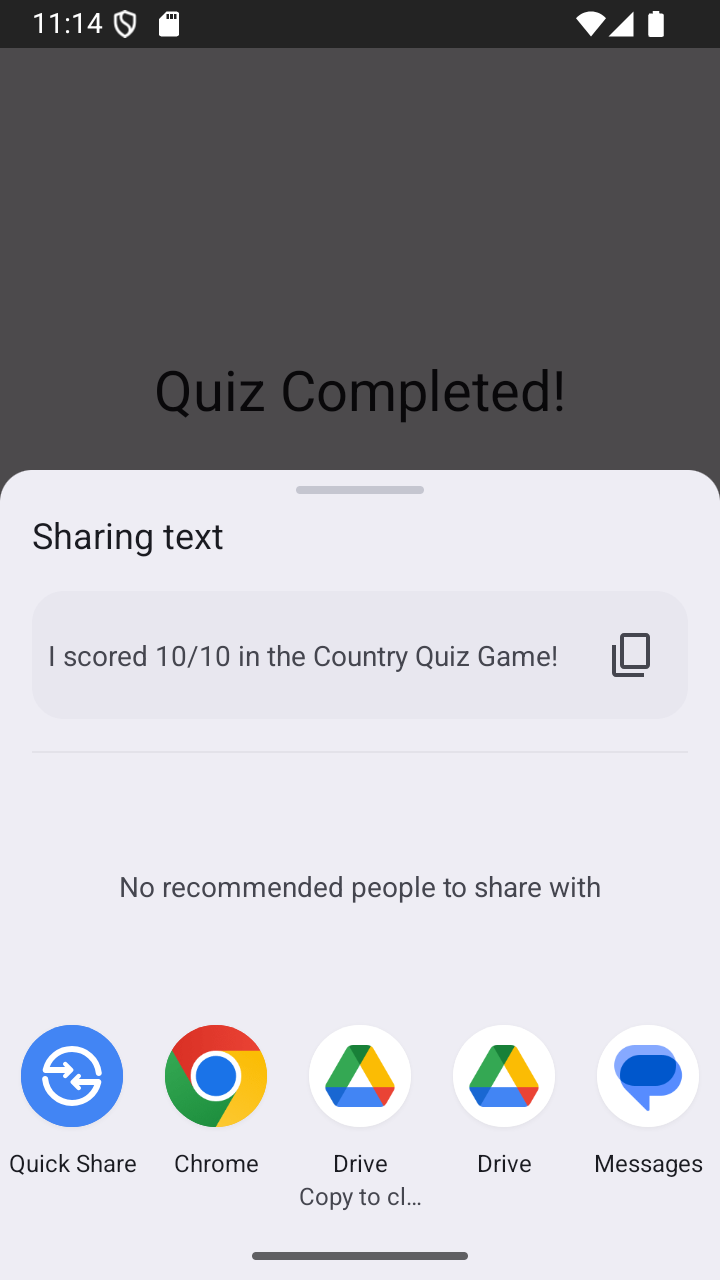 11:14
Quiz Completed!
Sharing text
I scored 10/10 in the Country Quiz Game!
No recommended people to share with
Quick Share
Chrome
Drive
Copy to cl…
Drive
Messages